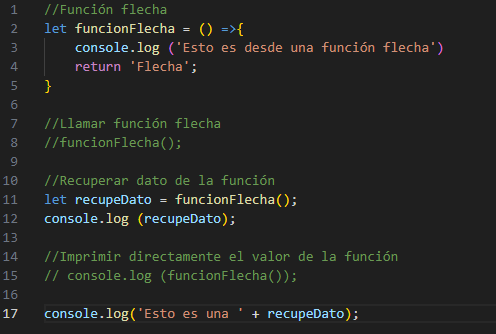 1 //Función flecha
2 let funcionFlecha = () =>{
3     console.log ('Esto es desde una función flecha')
4     return 'Flecha';
5 }
6
7 //Llamar función flecha
8 //funcionFlecha();
9
10 //Recuperar dato de la función
11 let recupeDato = funcionFlecha();
12 console.log (recupeDato);
13
14 //Imprimir directamente el valor de la función
15 // console.log (funcionFlecha());
16
17 console.log('Esto es una ' + recupeDato);